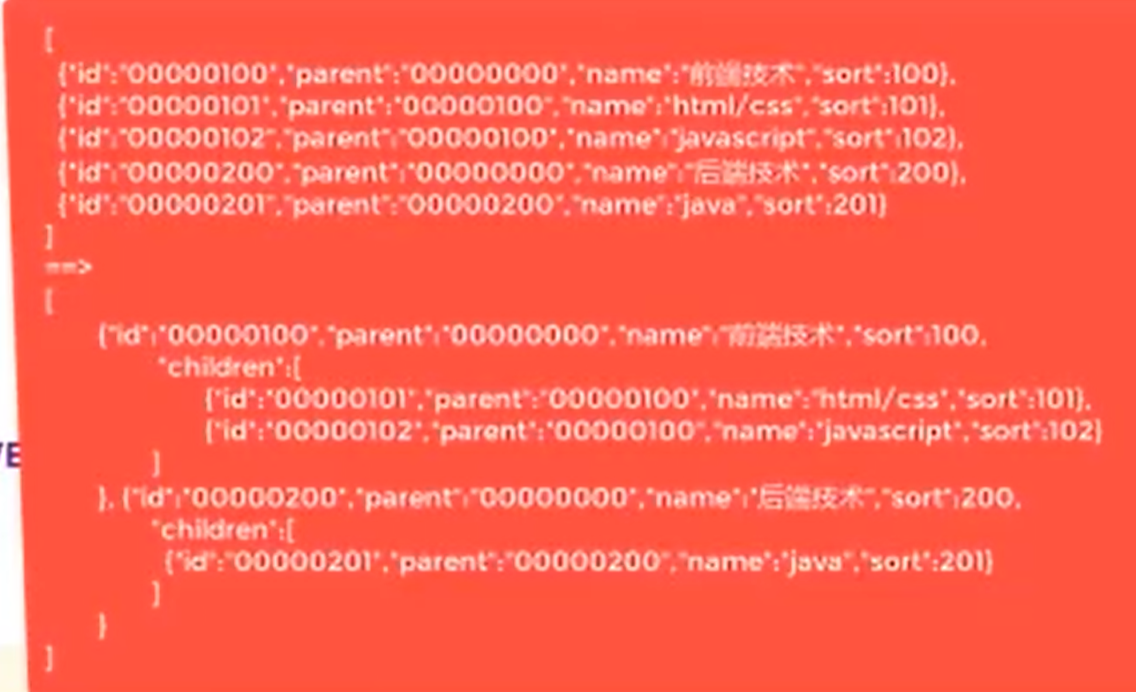 [
{"id":"00000100","parent":"00000000","name":"前端技术","sort":100},
{"id":"00000101","parent":"00000100","name":"html/css","sort":101},
{"id":"00000102","parent":"00000100","name":"javascript","sort":102},
{"id":"00000200","parent":"00000000","name":"后端技术","sort":200},
{"id":"00000201","parent":"00000200","name":"java","sort":201}
]
==>
[
{"id":"00000100","parent":"00000000","name":"前端技术","sort":100,
"children":[
{"id":"00000101","parent":"00000100","name":"html/css","sort":101},
{"id":"00000102","parent":"00000100","name":"javascript","sort":102}
]
}, {"id":"00000200","parent":"00000000","name":"后端技术","sort":200,
"children":[
{"id":"00000201","parent":"00000200","name":"java","sort":201}
]
}
]